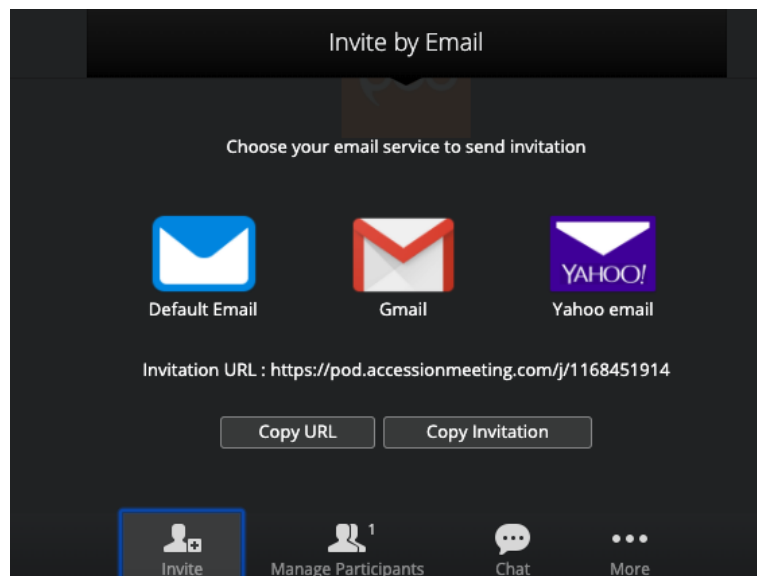 Invite by Email
Choose your email service to send invitation
YAHOO!
Default Email
Gmail
Yahoo email
Invitation URL : https://pod.accessionmeeting.com/j/1168451914
Copy URL
Copy Invitation
1
Invite
Manage Participants
Chat
More